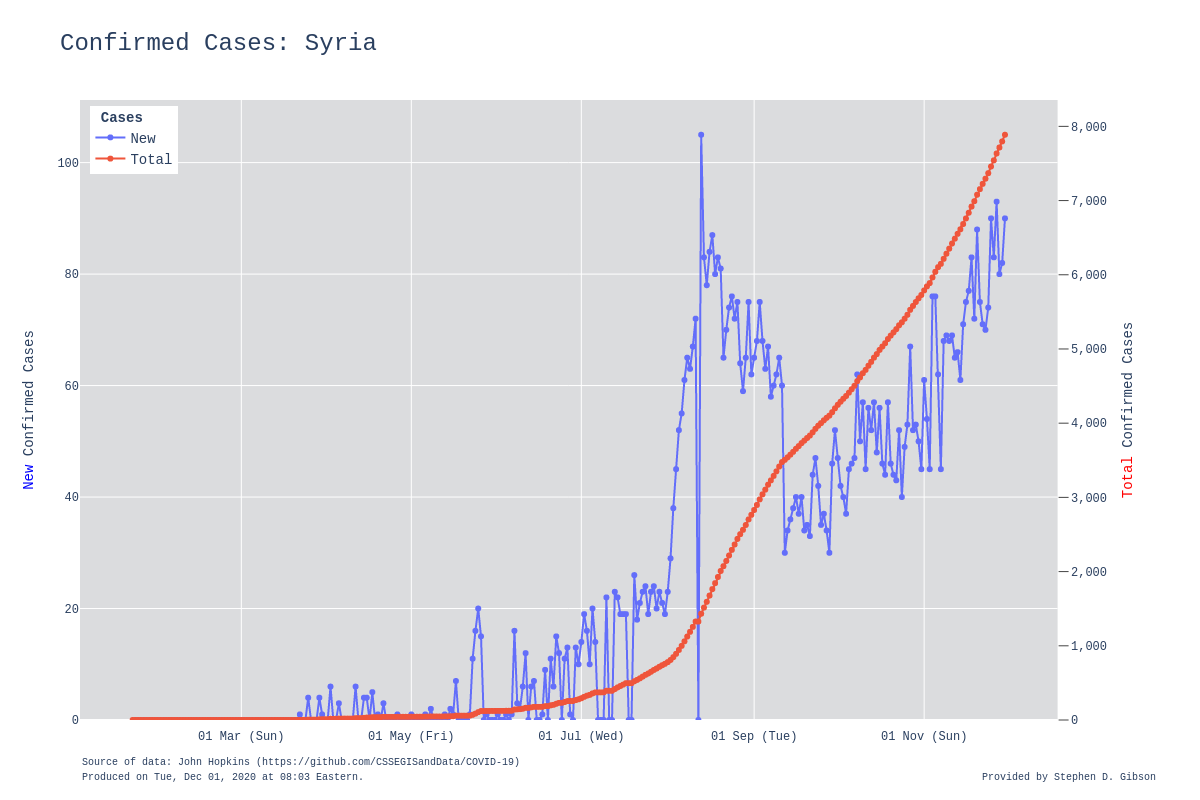 Confirmed Cases: Syria
Cases
New
Total
100
80
60
40
20
0
8,000
7,000
6,000
5,000
4,000
3,000
2,000
1,000
0
New Confirmed Cases
Total Confirmed Cases
01 Mar (Sun)
01 May (Fri)
01 Jul (Wed)
01 Sep (Tue)
01 Nov (Sun)
Source of data: John Hopkins (https://github.com/CSSEGISandData/COVID-19)
Produced on Tue, Dec 01, 2020 at 08:03 Eastern.
Provided by Stephen D. Gibson